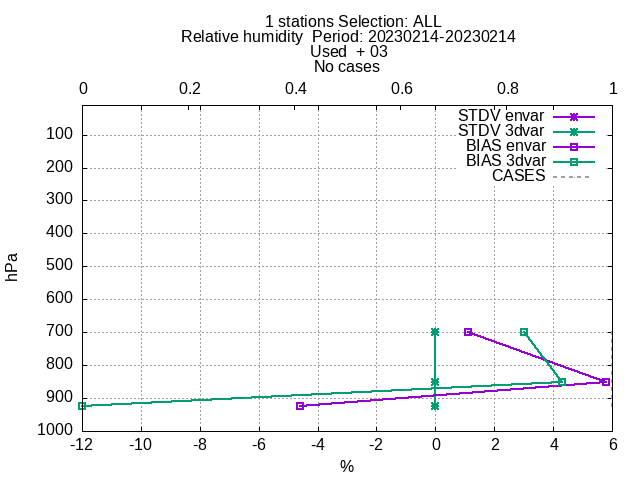 1 stations Selection: ALL
Relative humidity  Period: 20230214-20230214
Used  + 03
No cases
0 0.2 0.4 0.6 0.8 1
STDV envar
STDV 3dvar
BIAS envar
BIAS 3dvar
CASES
100
200
300
400
500
600
700
800
900
1000
hPa
-12 -10 -8 -6 -4 -2 0 2 4 6
%